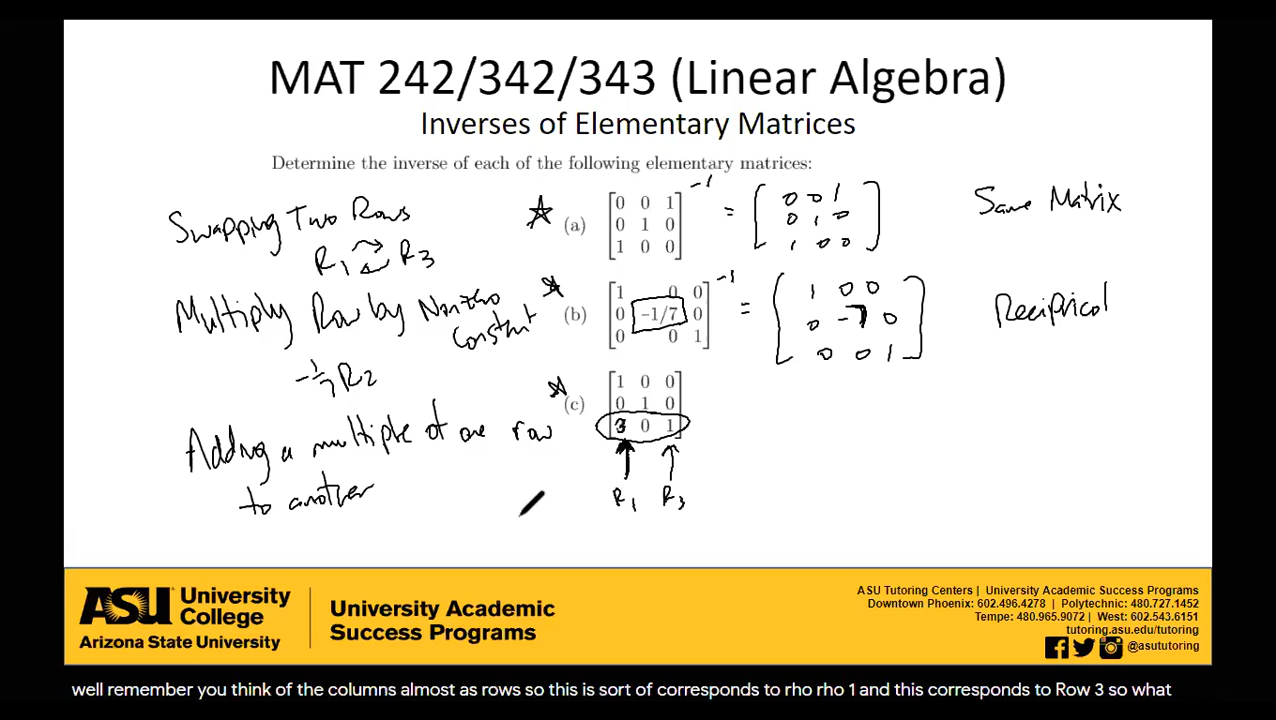 MAT 242/342/343 (Linear Algebra)
Inverses of Elementary Matrices
Determine the inverse of each of the following elementary matrices:
Swapping Two Rows
R1 ⇄ R3
(a) [0 0 1
0 1 0
1 0 0]^-1 = [0 0 1
0 1 0
1 0 0]
Same Matrix
Multiply Row by Nonzero
Constant
-1/7 R2
(b) [1 0 0
0 -1/7 0
0 0 1]^-1 = [1 0 0
0 -7 0
0 0 1]
Reciprical
Adding a multiple of one row
to another
(c) [1 0 0
0 1 0
3 0 1]
R1 R3
ASU University
College
Arizona State University
University Academic
Success Programs
ASU Tutoring Centers | University Academic Success Programs
Downtown Phoenix: 602.496.4278 | Polytechnic: 480.727.1452
Tempe: 480.965.9072 | West: 602.543.6151
tutoring.asu.edu/tutoring
@asututoring
well remember you think of the columns almost as rows so this is sort of corresponds to rho rho 1 and this corresponds to Row 3 so what